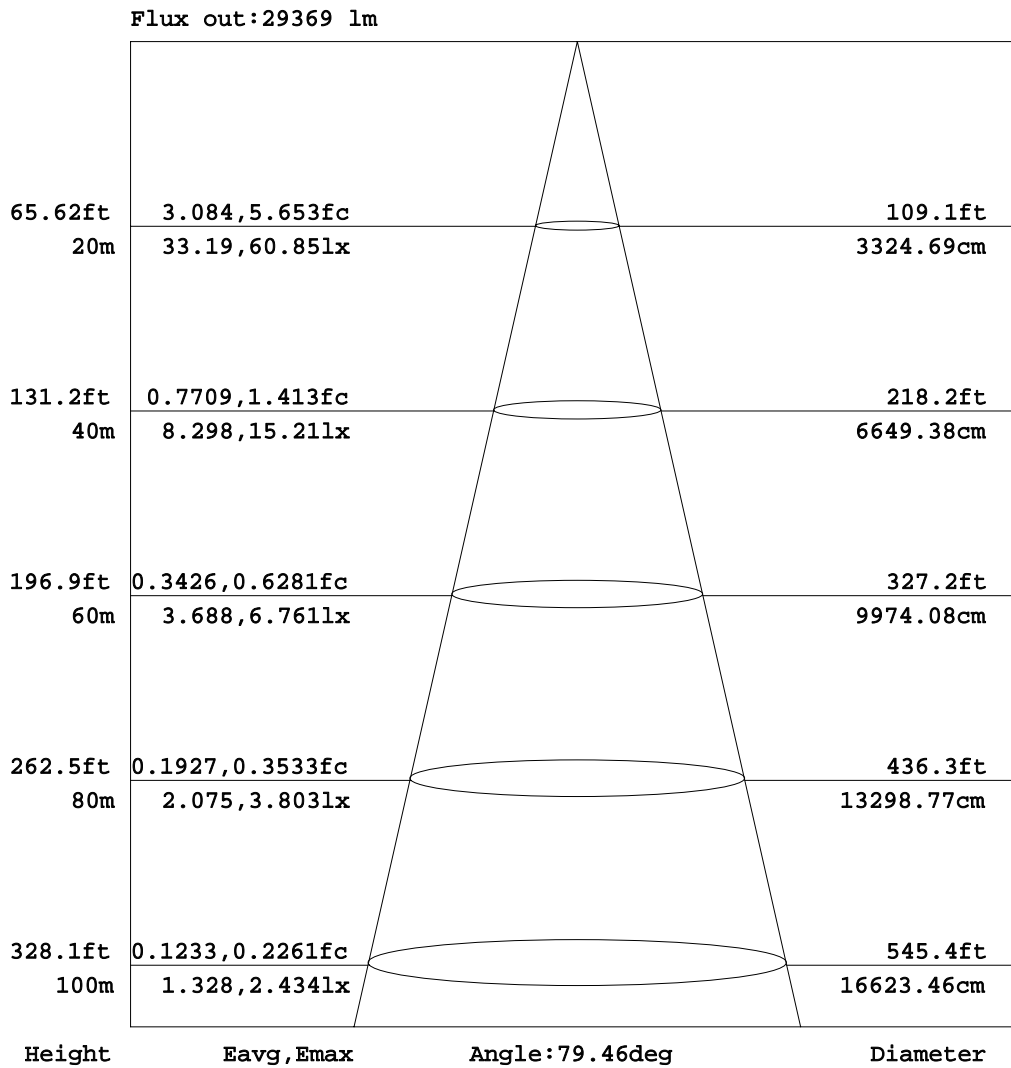 Flux out:29369 lm
65.62ft 3.084,5.653fc 109.1ft
20m 33.19,60.85lx 3324.69cm
131.2ft 0.7709,1.413fc 218.2ft
40m 8.298,15.21lx 6649.38cm
196.9ft 0.3426,0.6281fc 327.2ft
60m 3.688,6.761lx 9974.08cm
262.5ft 0.1927,0.3533fc 436.3ft
80m 2.075,3.803lx 13298.77cm
328.1ft 0.1233,0.2261fc 545.4ft
100m 1.328,2.434lx 16623.46cm
Height Eavg,Emax Angle:79.46deg Diameter